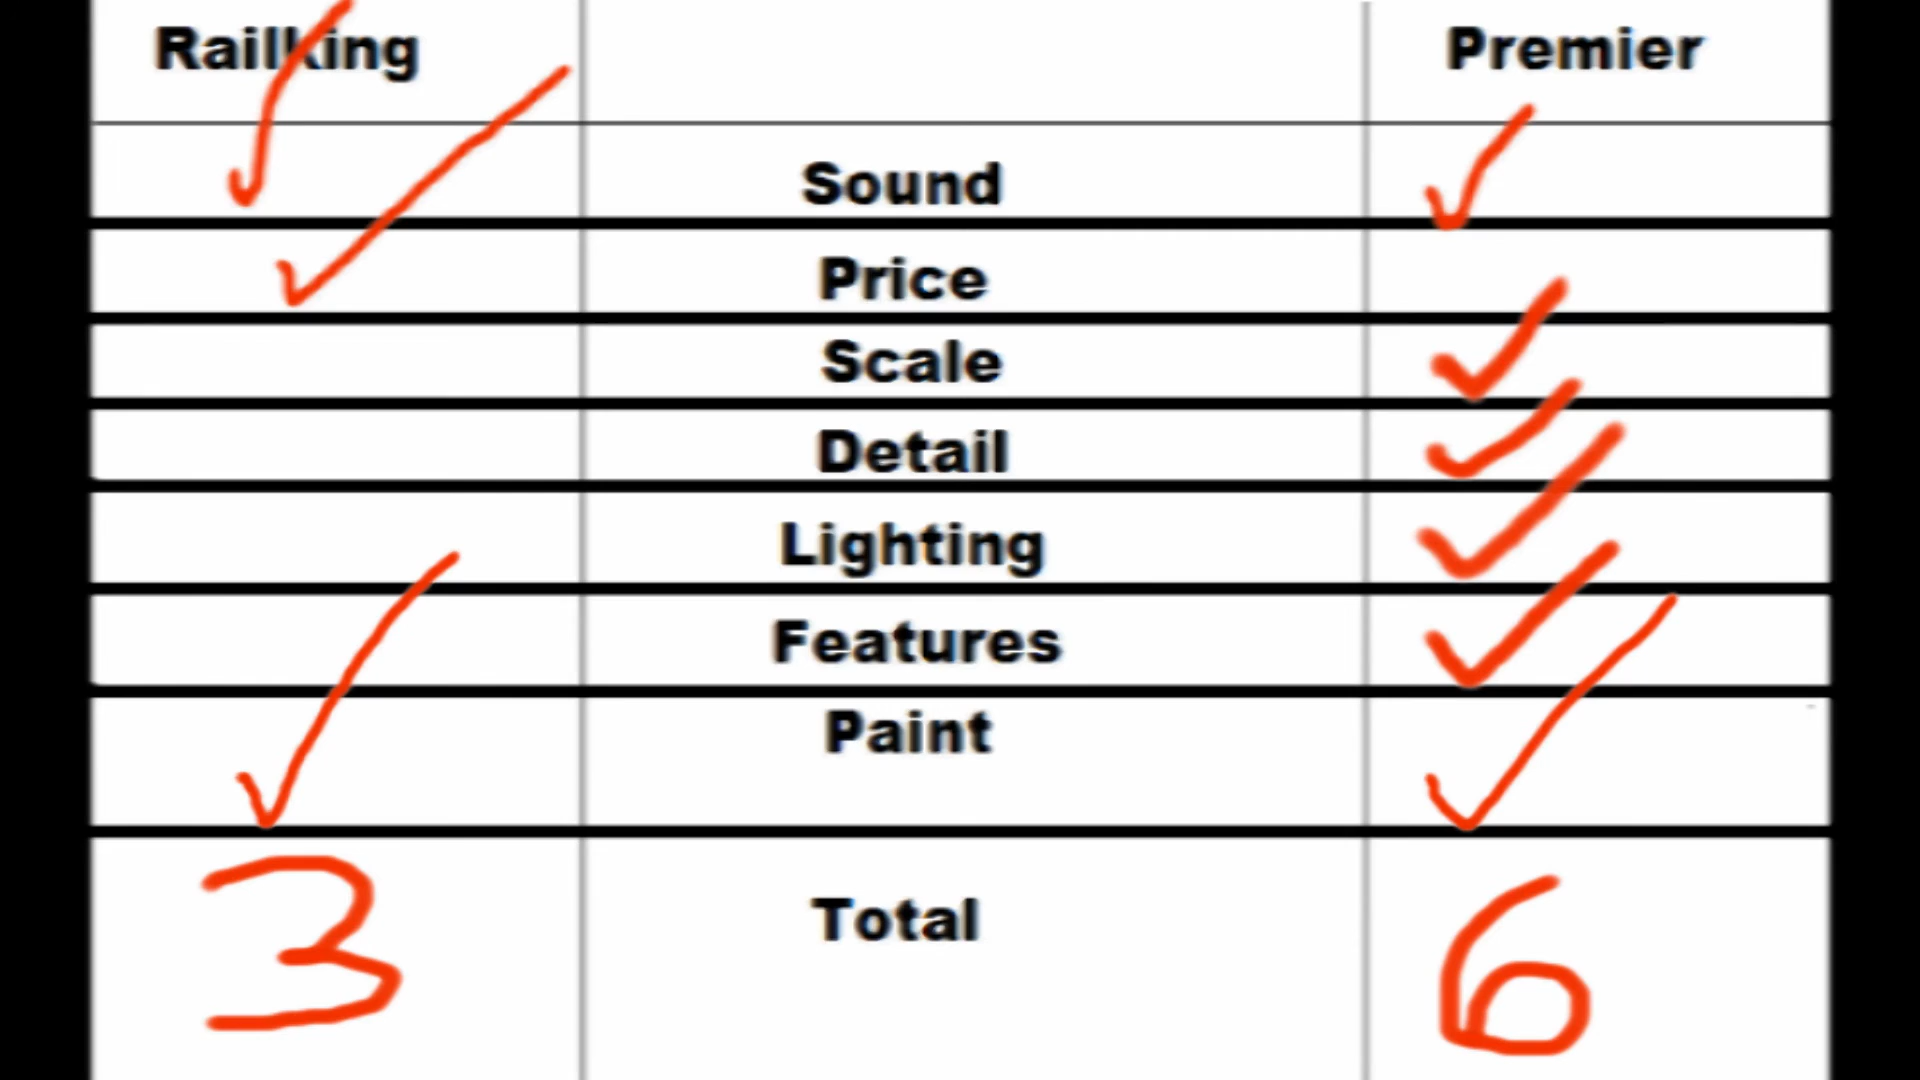 Railking Premier
Sound
Price
Scale
Detail
Lighting
Features
Paint
3 Total 6